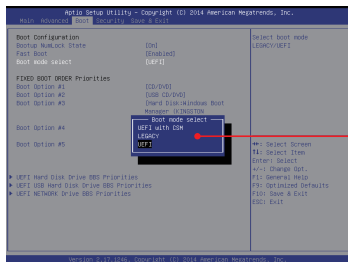 Aptio Setup Utility - Copyright (C) 2014 American Megatrends, Inc.
Main Advanced Boot Security Save & Exit
Boot Configuration
Bootup NumLock State [On]
Fast Boot [Enabled]
Boot mode select [UEFI]
FIXED BOOT ORDER Priorities
Boot Option #1 [CD/DVD]
Boot Option #2 [USB CD/DVD]
Boot Option #3 [Hard Disk:Windows Boot
Manager (KINGSTON
Boot mode select
UEFI with CSM
LEGACY
UEFI
Boot Option #4
Boot Option #5
UEFI Hard Disk Drive BBS Priorities
UEFI USB Hard Disk Drive BBS Priorities
UEFI NETWORK Drive BBS Priorities
Select boot mode
LEGACY/UEFI
→←: Select Screen
↑↓: Select Item
Enter: Select
+/-: Change Opt.
F1: General Help
F9: Optimized Defaults
F10: Save & Exit
ESC: Exit
Version 2.17.1246. Copyright (C) 2014 American Megatrends, Inc.